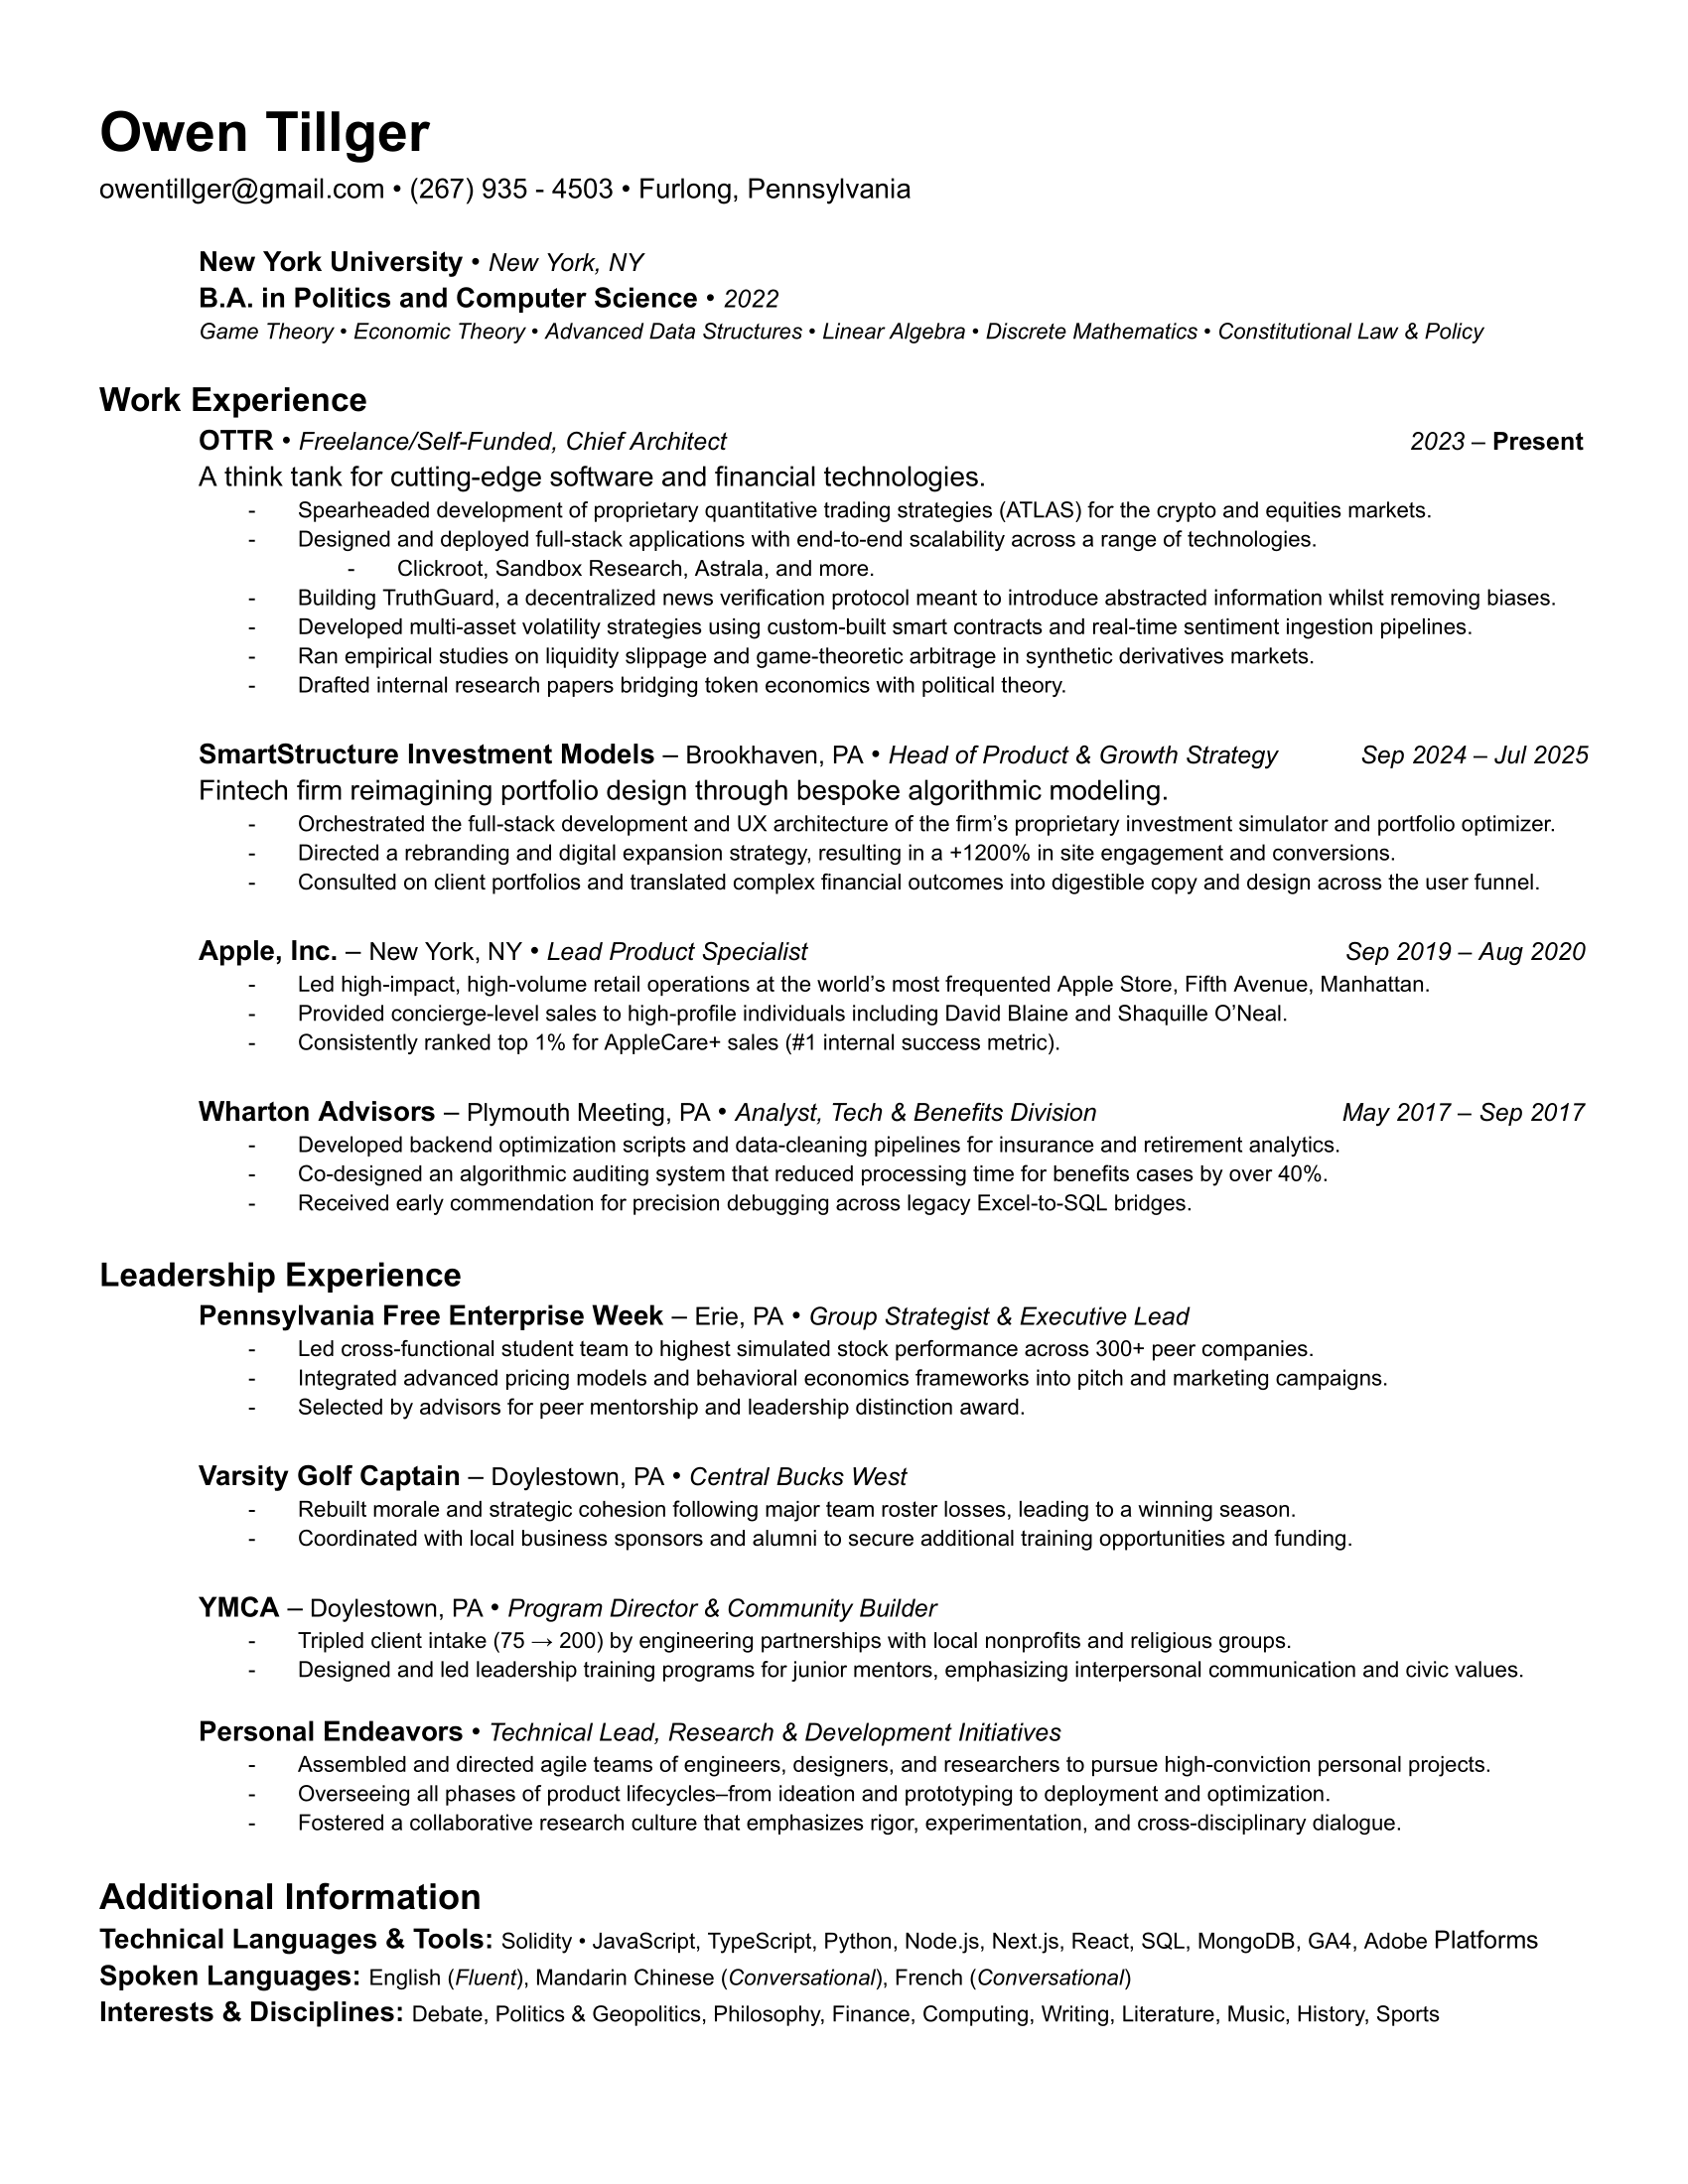 Owen Tillger
owentillger@gmail.com • (267) 935 - 4503 • Furlong, Pennsylvania
New York University • New York, NY
B.A. in Politics and Computer Science • 2022
Game Theory • Economic Theory • Advanced Data Structures • Linear Algebra • Discrete Mathematics • Constitutional Law & Policy
Work Experience
OTTR • Freelance/Self-Funded, Chief Architect 2023 – Present
A think tank for cutting-edge software and financial technologies.
- Spearheaded development of proprietary quantitative trading strategies (ATLAS) for the crypto and equities markets.
- Designed and deployed full-stack applications with end-to-end scalability across a range of technologies.
- Clickroot, Sandbox Research, Astrala, and more.
- Building TruthGuard, a decentralized news verification protocol meant to introduce abstracted information whilst removing biases.
- Developed multi-asset volatility strategies using custom-built smart contracts and real-time sentiment ingestion pipelines.
- Ran empirical studies on liquidity slippage and game-theoretic arbitrage in synthetic derivatives markets.
- Drafted internal research papers bridging token economics with political theory.
SmartStructure Investment Models – Brookhaven, PA • Head of Product & Growth Strategy Sep 2024 – Jul 2025
Fintech firm reimagining portfolio design through bespoke algorithmic modeling.
- Orchestrated the full-stack development and UX architecture of the firm’s proprietary investment simulator and portfolio optimizer.
- Directed a rebranding and digital expansion strategy, resulting in a +1200% in site engagement and conversions.
- Consulted on client portfolios and translated complex financial outcomes into digestible copy and design across the user funnel.
Apple, Inc. – New York, NY • Lead Product Specialist Sep 2019 – Aug 2020
- Led high-impact, high-volume retail operations at the world’s most frequented Apple Store, Fifth Avenue, Manhattan.
- Provided concierge-level sales to high-profile individuals including David Blaine and Shaquille O’Neal.
- Consistently ranked top 1% for AppleCare+ sales (#1 internal success metric).
Wharton Advisors – Plymouth Meeting, PA • Analyst, Tech & Benefits Division May 2017 – Sep 2017
- Developed backend optimization scripts and data-cleaning pipelines for insurance and retirement analytics.
- Co-designed an algorithmic auditing system that reduced processing time for benefits cases by over 40%.
- Received early commendation for precision debugging across legacy Excel-to-SQL bridges.
Leadership Experience
Pennsylvania Free Enterprise Week – Erie, PA • Group Strategist & Executive Lead
- Led cross-functional student team to highest simulated stock performance across 300+ peer companies.
- Integrated advanced pricing models and behavioral economics frameworks into pitch and marketing campaigns.
- Selected by advisors for peer mentorship and leadership distinction award.
Varsity Golf Captain – Doylestown, PA • Central Bucks West
- Rebuilt morale and strategic cohesion following major team roster losses, leading to a winning season.
- Coordinated with local business sponsors and alumni to secure additional training opportunities and funding.
YMCA – Doylestown, PA • Program Director & Community Builder
- Tripled client intake (75 → 200) by engineering partnerships with local nonprofits and religious groups.
- Designed and led leadership training programs for junior mentors, emphasizing interpersonal communication and civic values.
Personal Endeavors • Technical Lead, Research & Development Initiatives
- Assembled and directed agile teams of engineers, designers, and researchers to pursue high-conviction personal projects.
- Overseeing all phases of product lifecycles–from ideation and prototyping to deployment and optimization.
- Fostered a collaborative research culture that emphasizes rigor, experimentation, and cross-disciplinary dialogue.
Additional Information
Technical Languages & Tools: Solidity • JavaScript, TypeScript, Python, Node.js, Next.js, React, SQL, MongoDB, GA4, Adobe Platforms
Spoken Languages: English (Fluent), Mandarin Chinese (Conversational), French (Conversational)
Interests & Disciplines: Debate, Politics & Geopolitics, Philosophy, Finance, Computing, Writing, Literature, Music, History, Sports